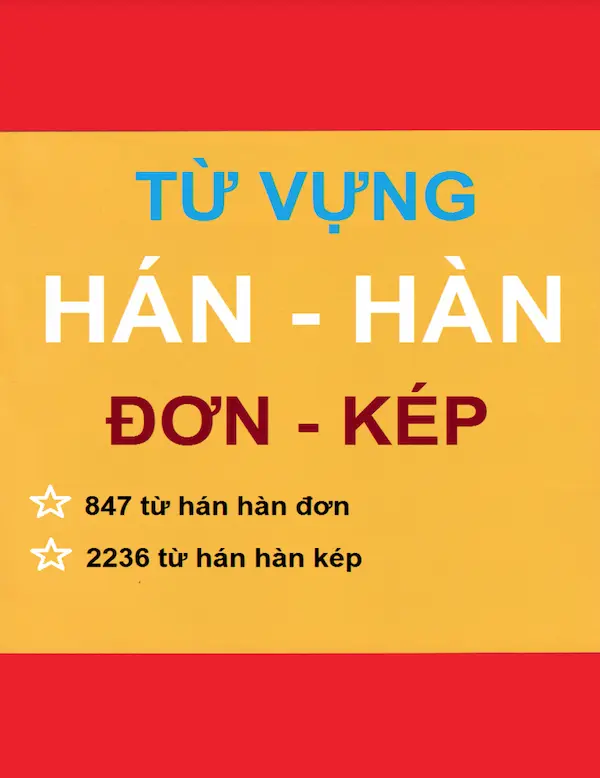 TỪ VỰNG
HÁN - HÀN
ĐƠN - KÉP
847 từ hán hàn đơn
2236 từ hán hàn kép